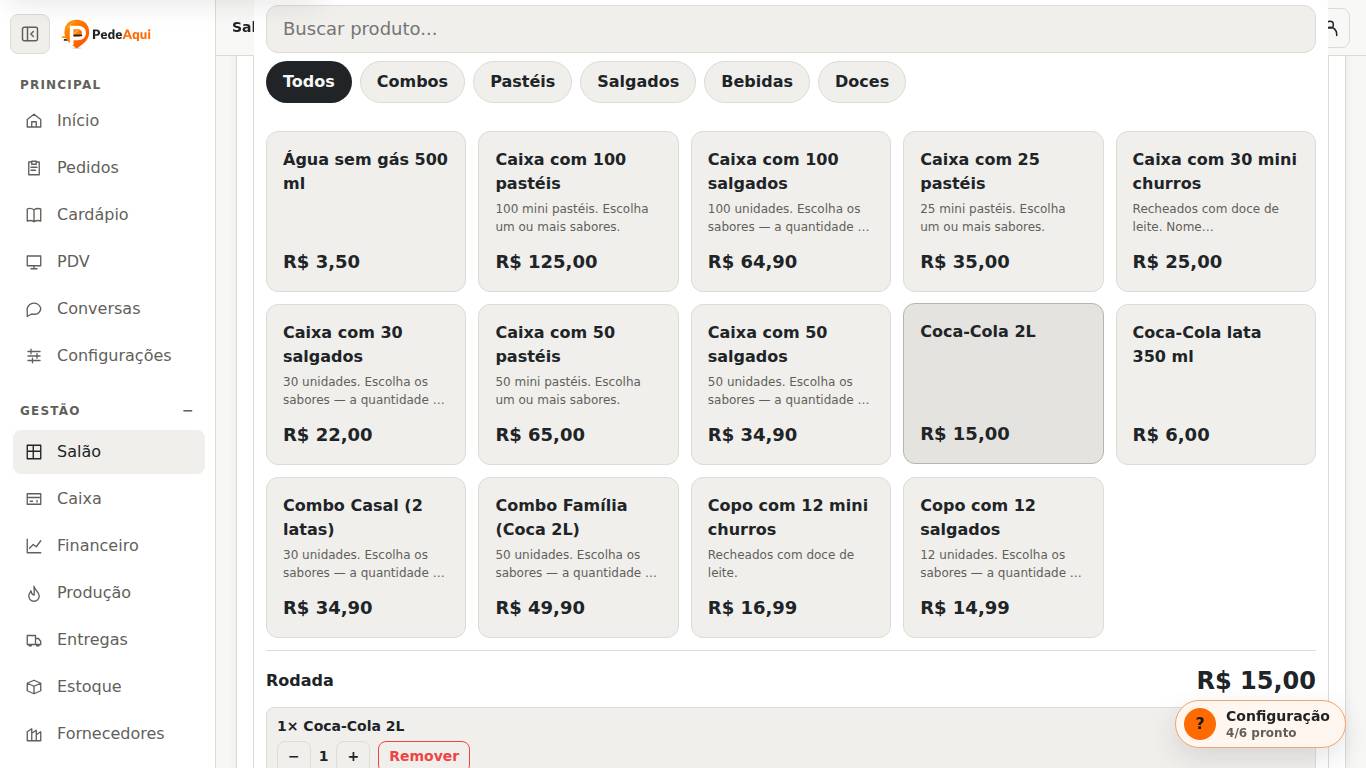 PedeAqui
Sal
Buscar produto...
PRINCIPAL
Início
Pedidos
Cardápio
PDV
Conversas
Configurações
GESTÃO
−
Salão
Caixa
Financeiro
Produção
Entregas
Estoque
Fornecedores
Todos
Combos
Pastéis
Salgados
Bebidas
Doces
Água sem gás 500
ml
R$ 3,50
Caixa com 100
pastéis
100 mini pastéis. Escolha
um ou mais sabores.
R$ 125,00
Caixa com 100
salgados
100 unidades. Escolha os
sabores — a quantidade …
R$ 64,90
Caixa com 25
pastéis
25 mini pastéis. Escolha
um ou mais sabores.
R$ 35,00
Caixa com 30 mini
churros
Recheados com doce de
leite. Nome…
R$ 25,00
Caixa com 30
salgados
30 unidades. Escolha os
sabores — a quantidade …
R$ 22,00
Caixa com 50
pastéis
50 mini pastéis. Escolha
um ou mais sabores.
R$ 65,00
Caixa com 50
salgados
50 unidades. Escolha os
sabores — a quantidade …
R$ 34,90
Coca-Cola 2L
R$ 15,00
Coca-Cola lata
350 ml
R$ 6,00
Combo Casal (2
latas)
30 unidades. Escolha os
sabores — a quantidade …
R$ 34,90
Combo Família
(Coca 2L)
50 unidades. Escolha os
sabores — a quantidade …
R$ 49,90
Copo com 12 mini
churros
Recheados com doce de
leite.
R$ 16,99
Copo com 12
salgados
12 unidades. Escolha os
sabores — a quantidade …
R$ 14,99
Rodada
R$ 15,00
1× Coca-Cola 2L
− 1 + Remover
?
Configuração
4/6 pronto